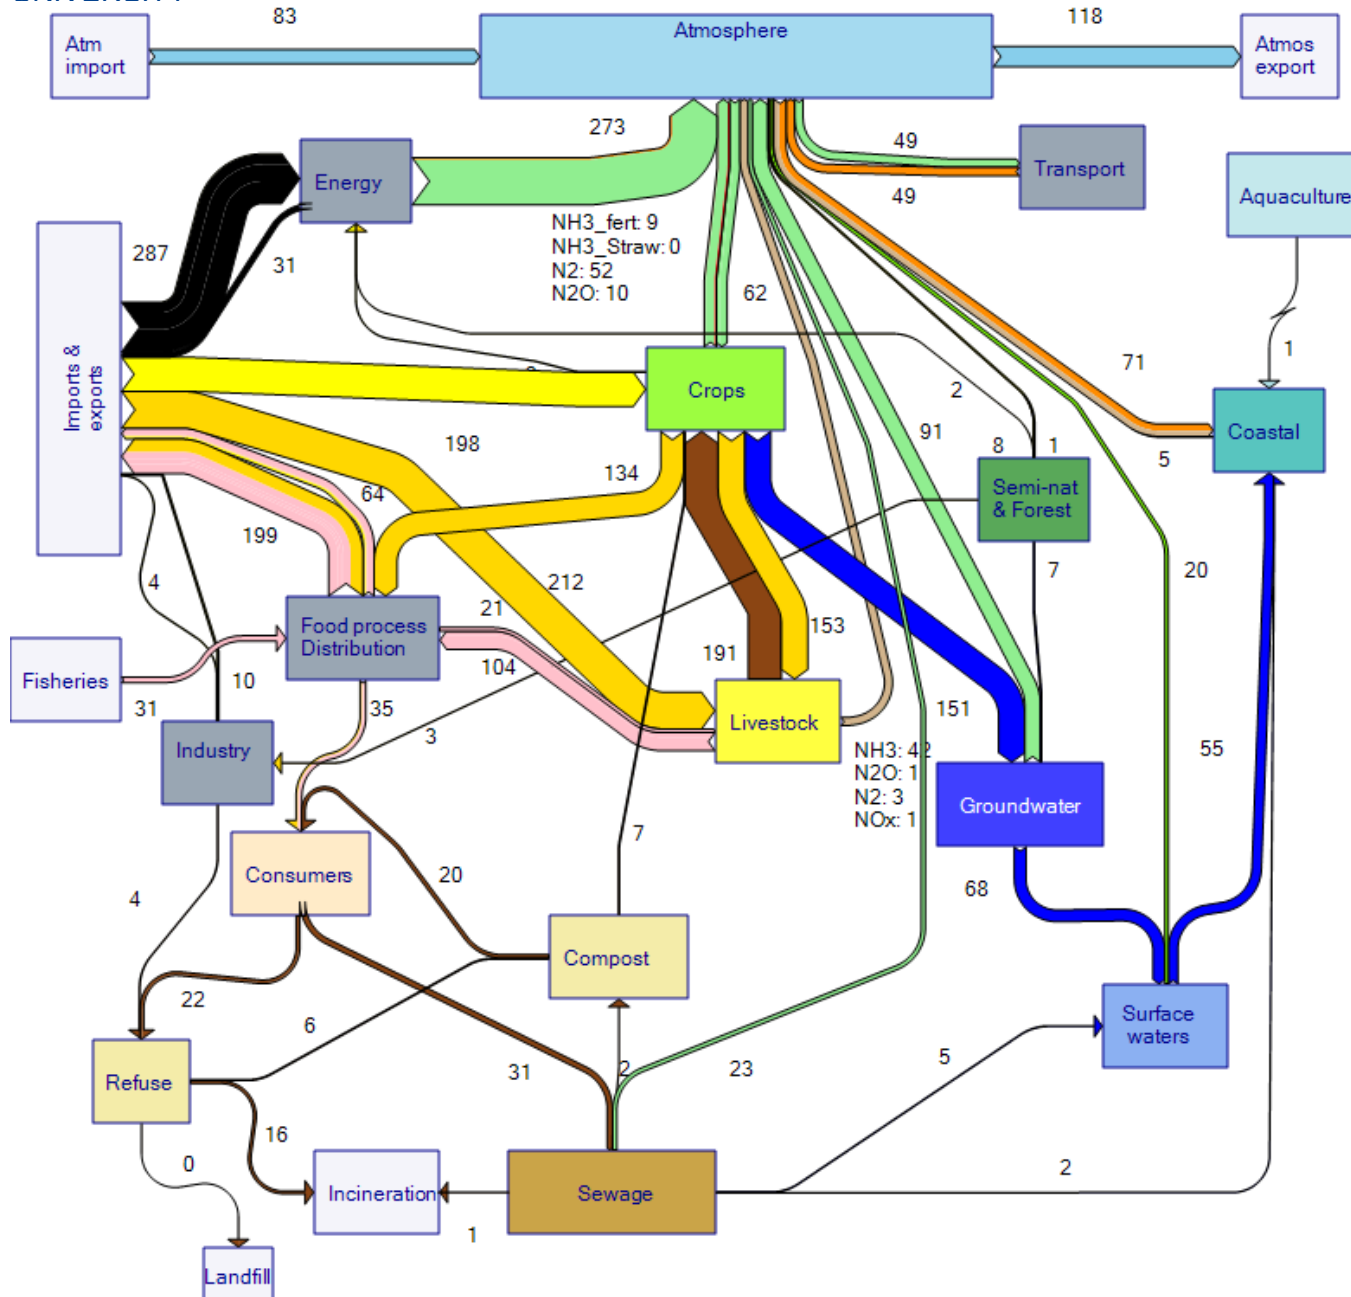 83
118
Atmosphere
Atm
import
Atmos
export
273
49
Transport
Energy
Aquaculture
49
NH3_fert: 9
NH3_Straw: 0
N2: 52
N2O: 10
287
31
62
1
71
Imports &
exports
Crops
2
Coastal
198
91
8
1
5
134
64
Semi-nat
& Forest
199
4
212
7
20
21
Food process
Distribution
153
191
104
Fisheries
31
10
35
Livestock
151
3
Industry
55
NH3: 42
N2O: 1
N2: 3
NOx: 1
Groundwater
7
Consumers
20
68
4
Compost
22
6
Surface
waters
5
31
2
23
Refuse
16
0
2
Incineration
Sewage
1
Landfill